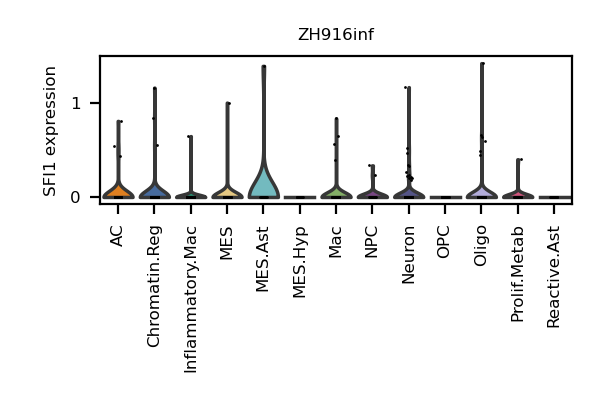 ZH916inf
SFI1 expression
1
0
AC
Chromatin.Reg
Inflammatory.Mac
MES
MES.Ast
MES.Hyp
Mac
NPC
Neuron
OPC
Oligo
Prolif.Metab
Reactive.Ast